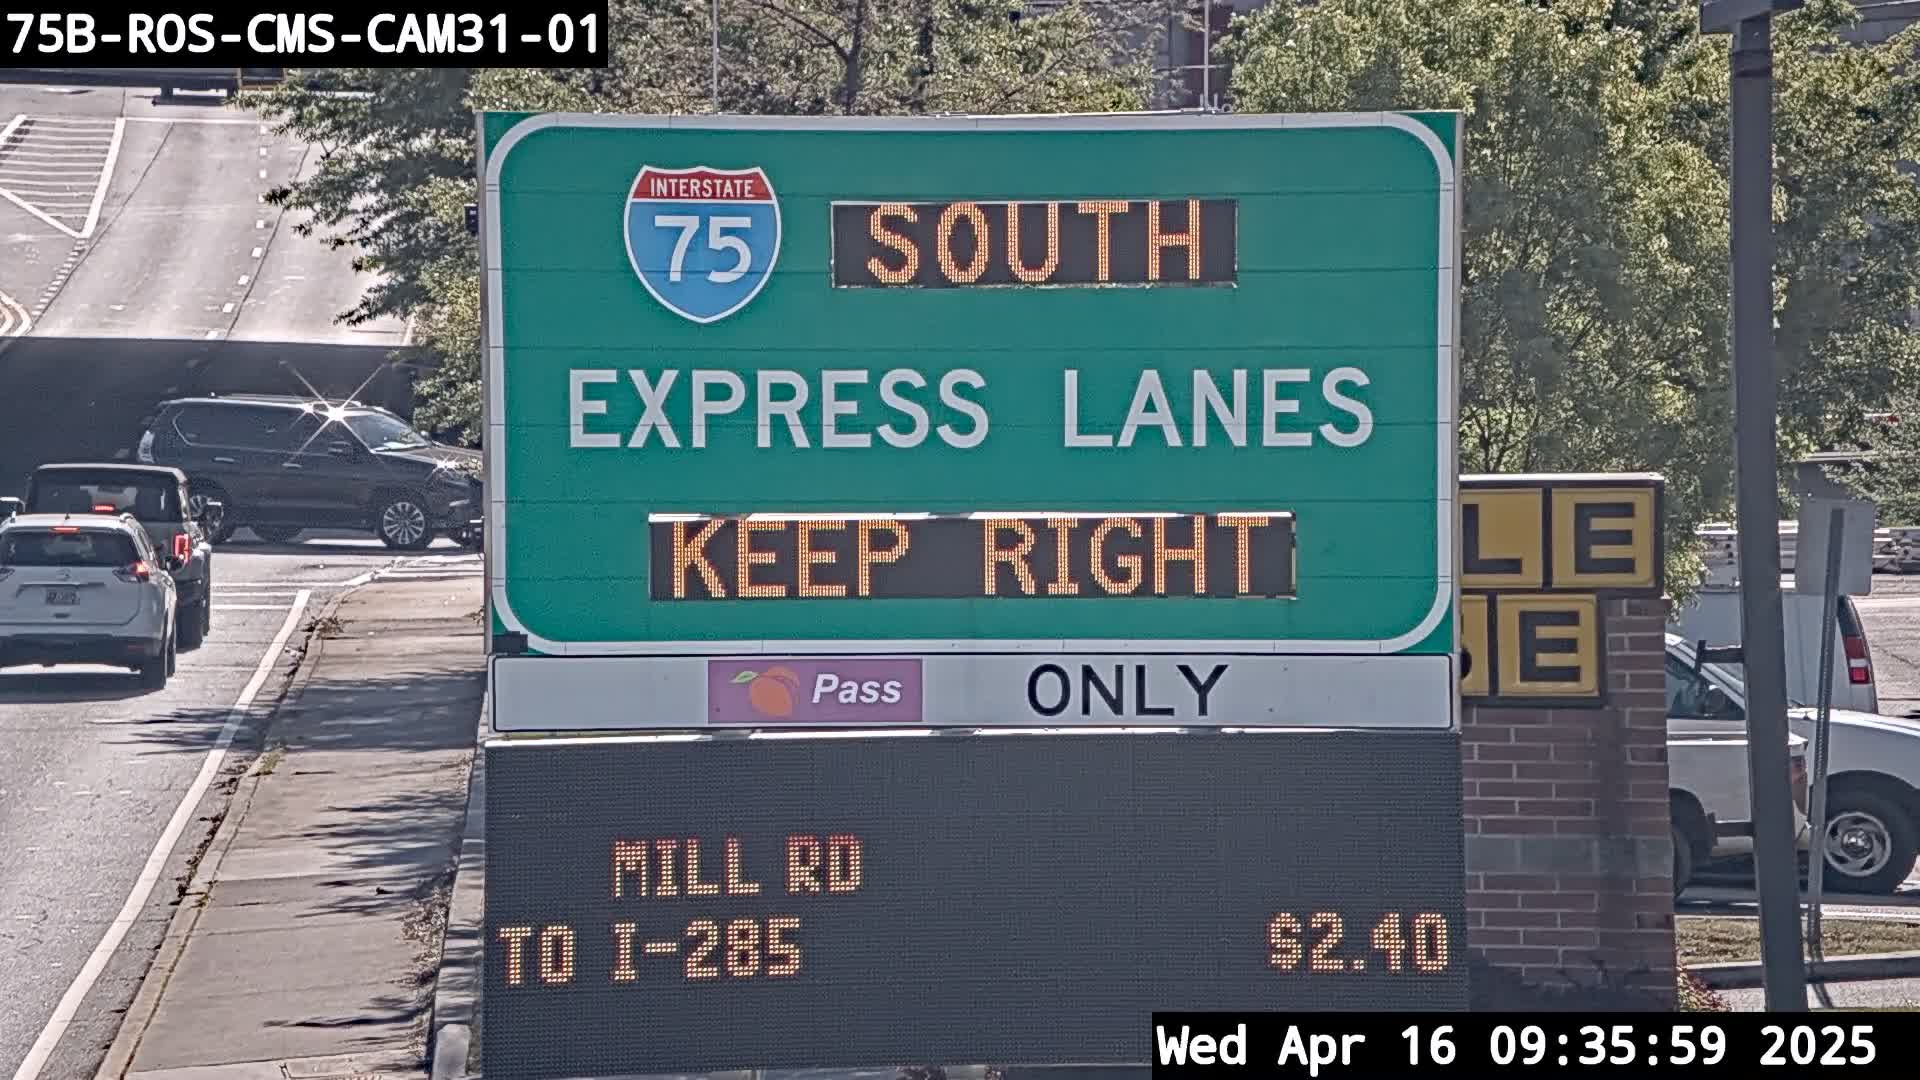 75B-ROS-CMS-CAM31-01
INTERSTATE
75
SOUTH
EXPRESS LANES
KEEP RIGHT
Pass ONLY
MILL RD
TO I-285 $2.40
LE
E
Wed Apr 16 09:35:59 2025